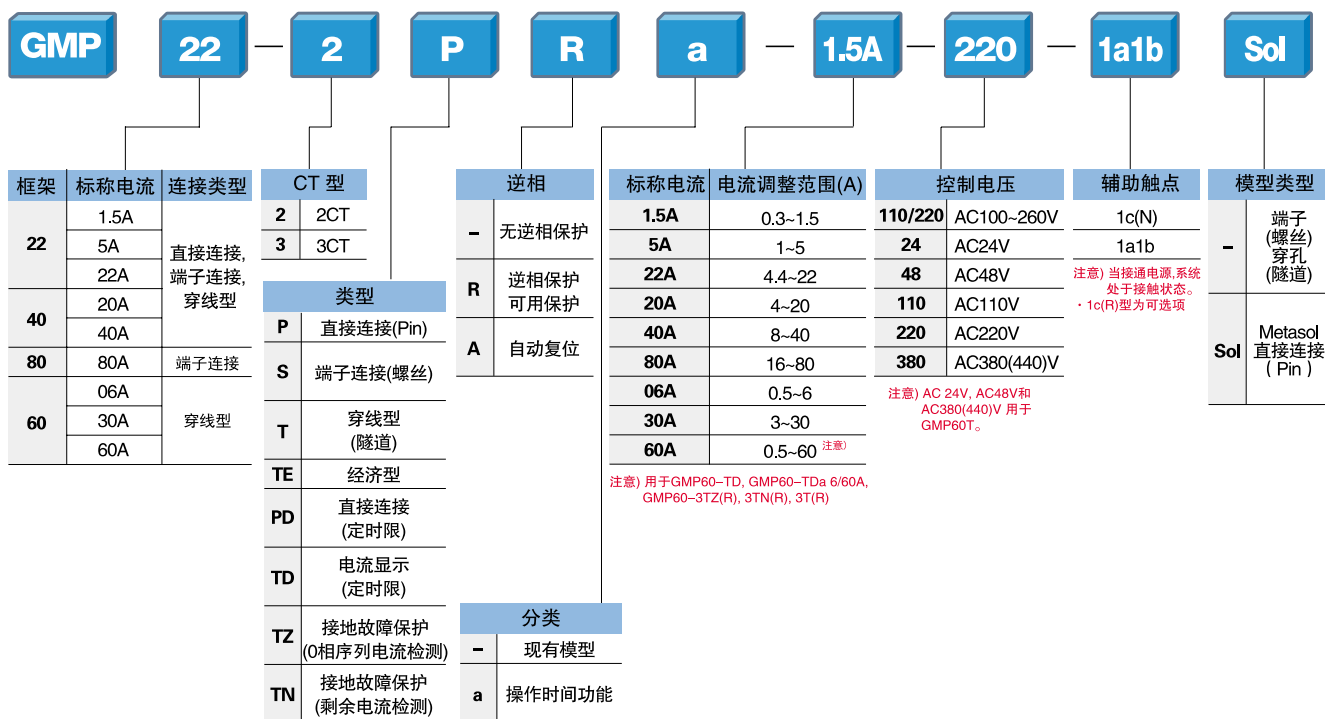 GMP 22 — 2 P R a — 1.5A — 220 — 1a1b Sol
框架 标称电流 连接类型
22 1.5A 直接连接,
5A 端子连接,
22A 穿线型
40 20A
40A
80 80A 端子连接
60 06A 穿线型
30A
60A
CT 型
2 2CT
3 3CT
类型
P 直接连接(Pin)
S 端子连接(螺丝)
T 穿线型
(隧道)
TE 经济型
PD 直接连接
(定时限)
TD 电流显示
(定时限)
TZ 接地故障保护
(0相序列电流检测)
TN 接地故障保护
(剩余电流检测)
逆相
– 无逆相保护
R 逆相保护
可用保护
A 自动复位
分类
– 现有模型
a 操作时间功能
标称电流 电流调整范围(A)
1.5A 0.3~1.5
5A 1~5
22A 4.4~22
20A 4~20
40A 8~40
80A 16~80
06A 0.5~6
30A 3~30
60A 0.5~60 注意)
注意) 用于GMP60–TD, GMP60–TDa 6/60A,
GMP60–3TZ(R), 3TN(R), 3T(R)
控制电压
110/220 AC100~260V
24 AC24V
48 AC48V
110 AC110V
220 AC220V
380 AC380(440)V
注意) AC 24V, AC48V和
AC380(440)V 用于
GMP60T。
辅助触点
1c(N)
1a1b
注意) 当接通电源,系统
处于接触状态。
・1c(R)型为可选项
模型类型
– 端子
(螺丝)
穿孔
(隧道)
Sol Metasol
直接连接
( Pin )